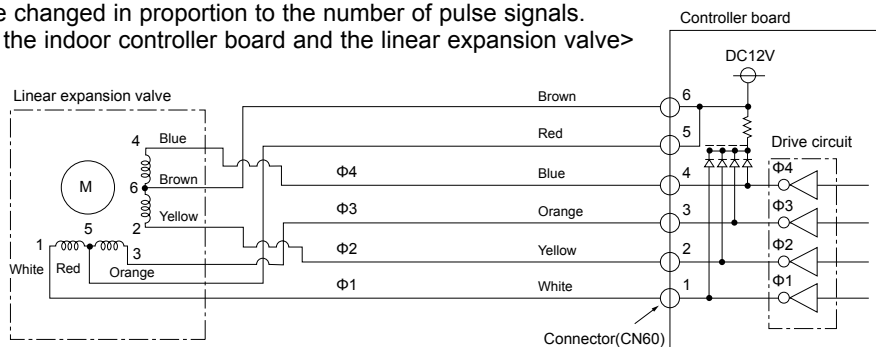 e changed in proportion to the number of pulse signals.
the indoor controller board and the linear expansion valve>
Controller board
DC12V
Linear expansion valve
Brown
6
Red
5
Drive circuit
4 Blue
Φ4
Blue
4
Φ4
M
6 Brown
Φ3
Orange
3
Φ3
Yellow
5
2
Φ2
Yellow
2
Φ2
1
3
White Red Orange
Φ1
White
1
Φ1
Connector(CN60)